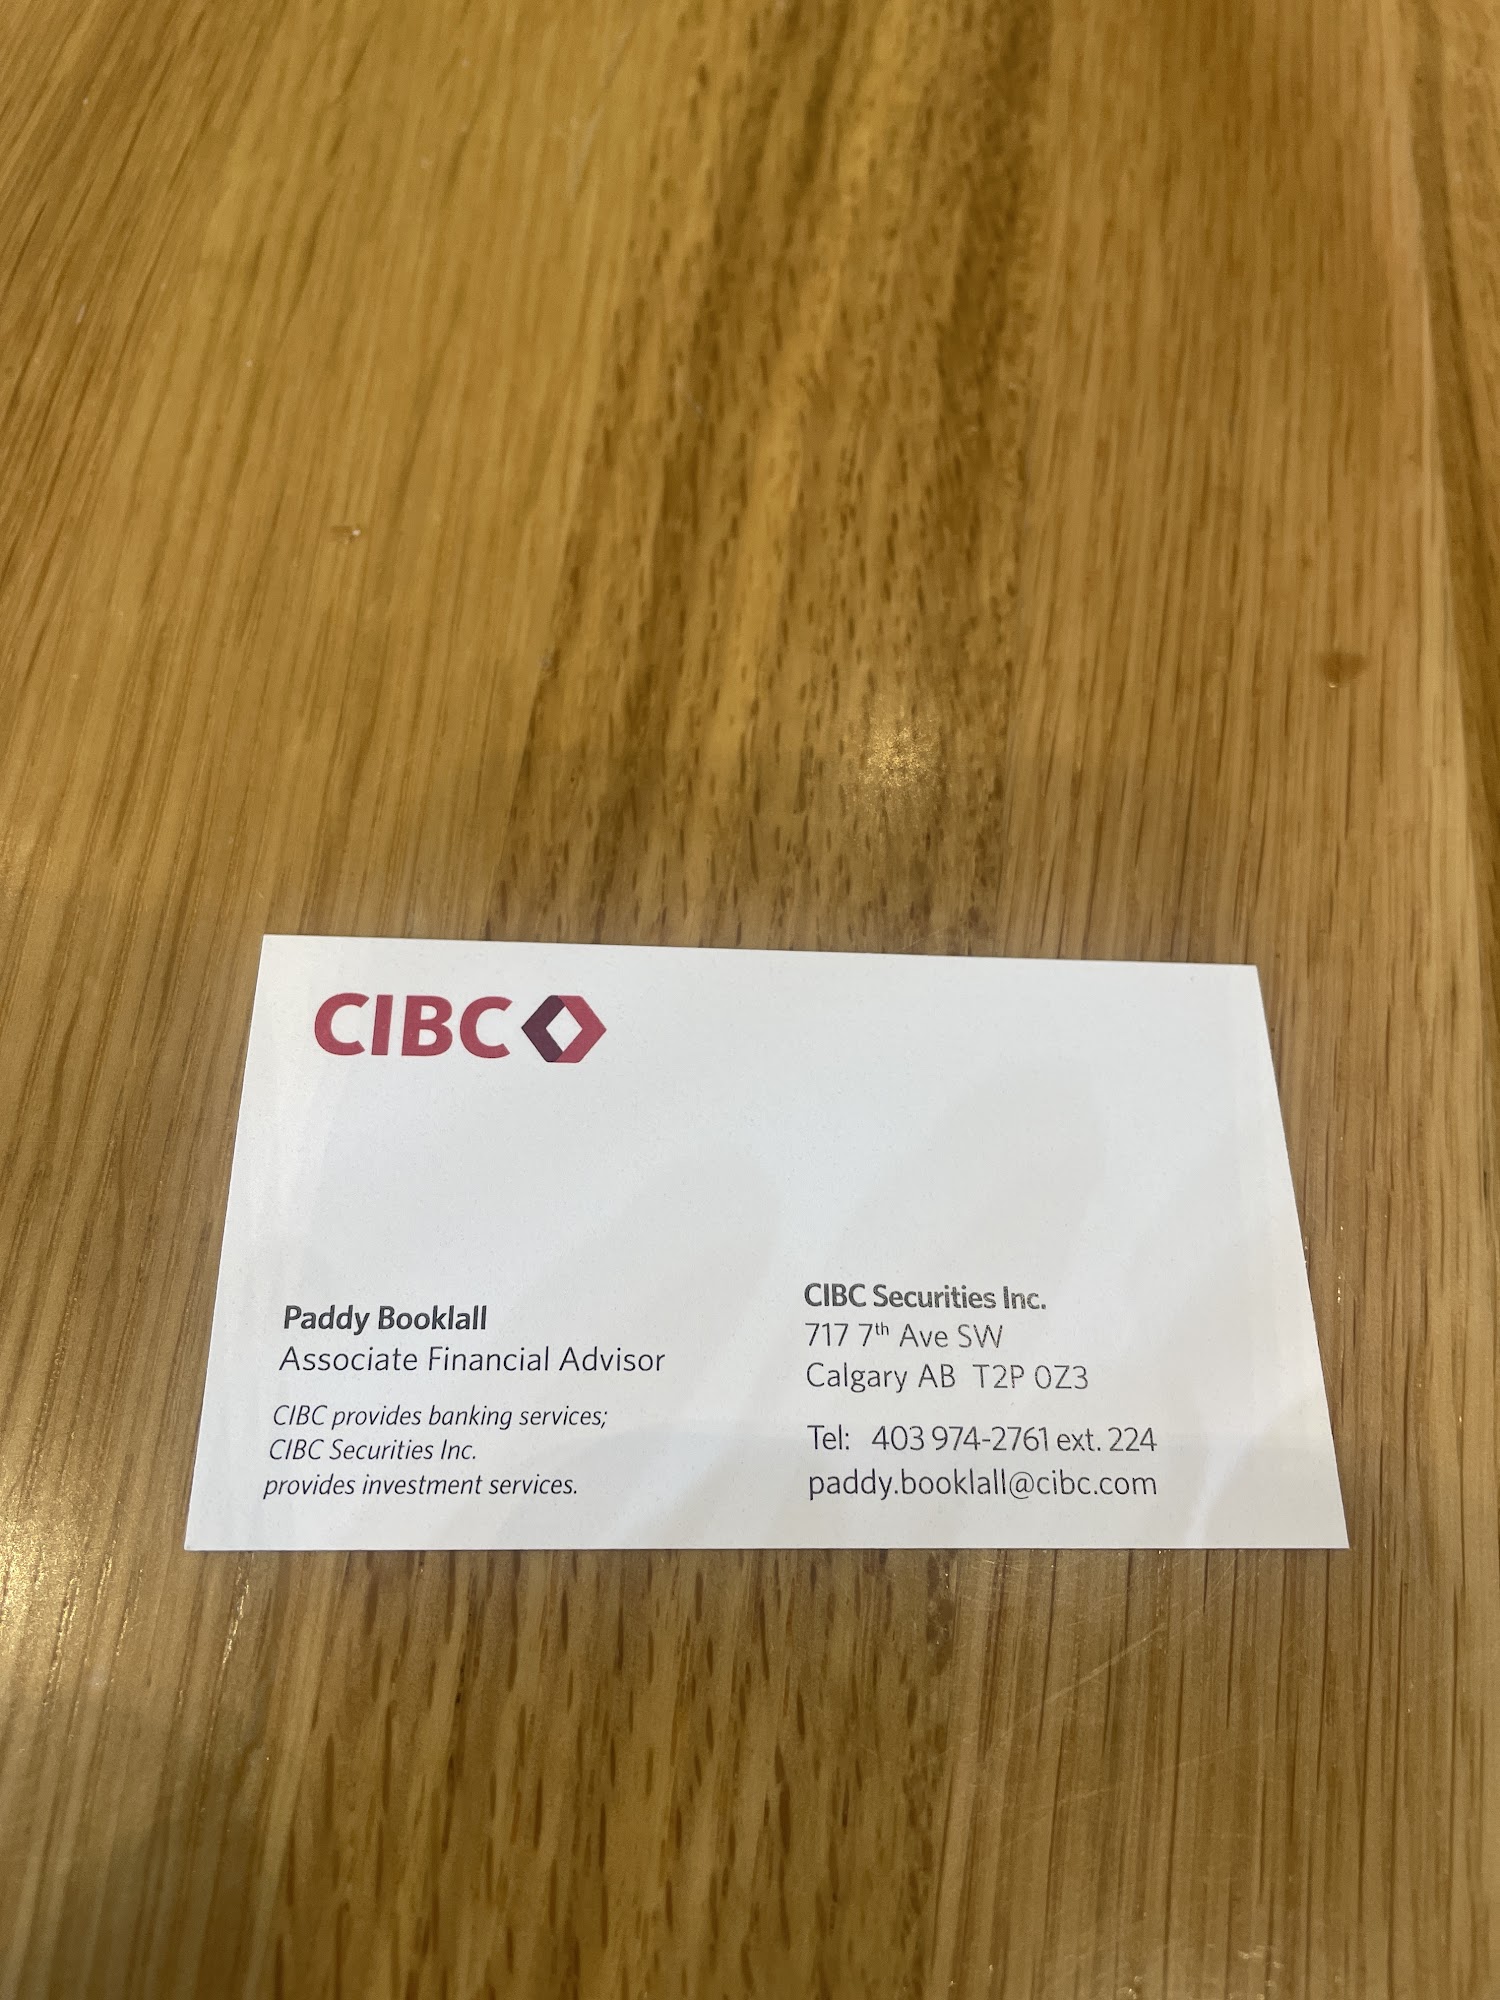 CIBC
Paddy Booklall
Associate Financial Advisor
CIBC provides banking services;
CIBC Securities Inc.
provides investment services.
CIBC Securities Inc.
717 7th Ave SW
Calgary AB T2P 0Z3
Tel: 403 974-2761 ext. 224
paddy.booklall@cibc.com